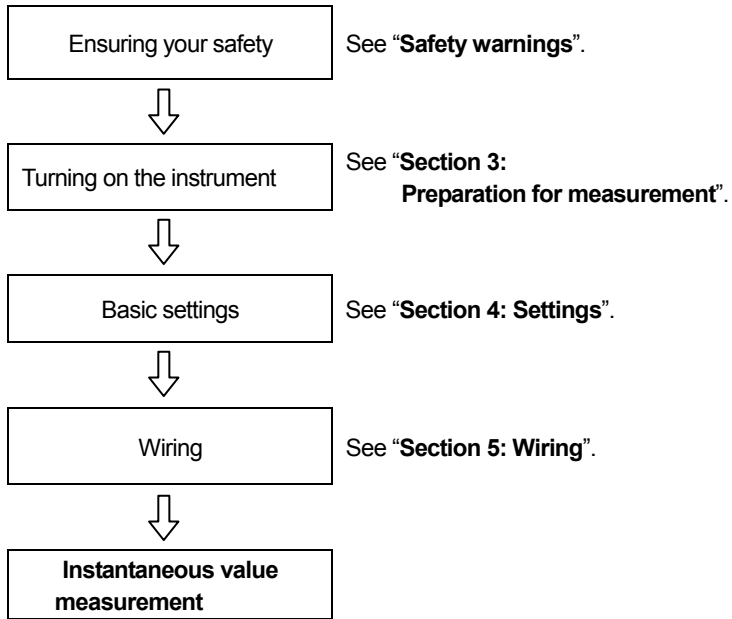 Ensuring your safety
See “Safety warnings”.
Turning on the instrument
See “Section 3:
Preparation for measurement”.
Basic settings
See “Section 4: Settings”.
Wiring
See “Section 5: Wiring”.
Instantaneous value
measurement